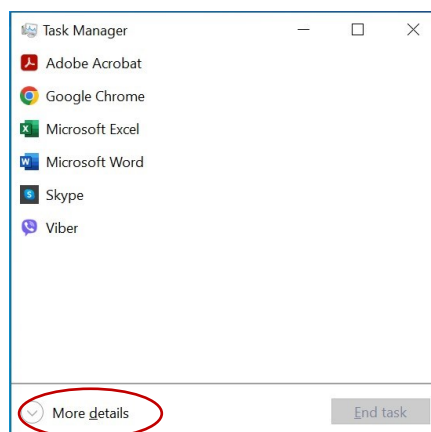 Task Manager
Adobe Acrobat
Google Chrome
Microsoft Excel
Microsoft Word
Skype
Viber
More details
End task